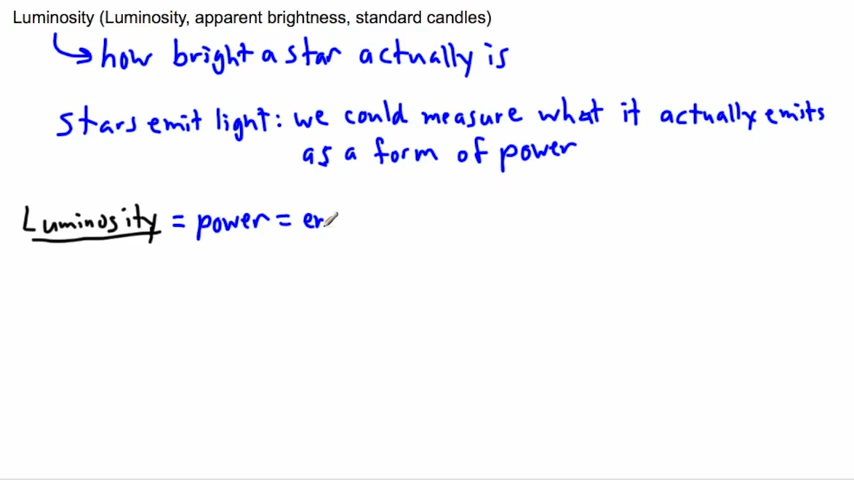 Luminosity (Luminosity, apparent brightness, standard candles)
how bright a star actually is
stars emit light: we could measure what it actually emits
as a form of power
Luminosity = power = en